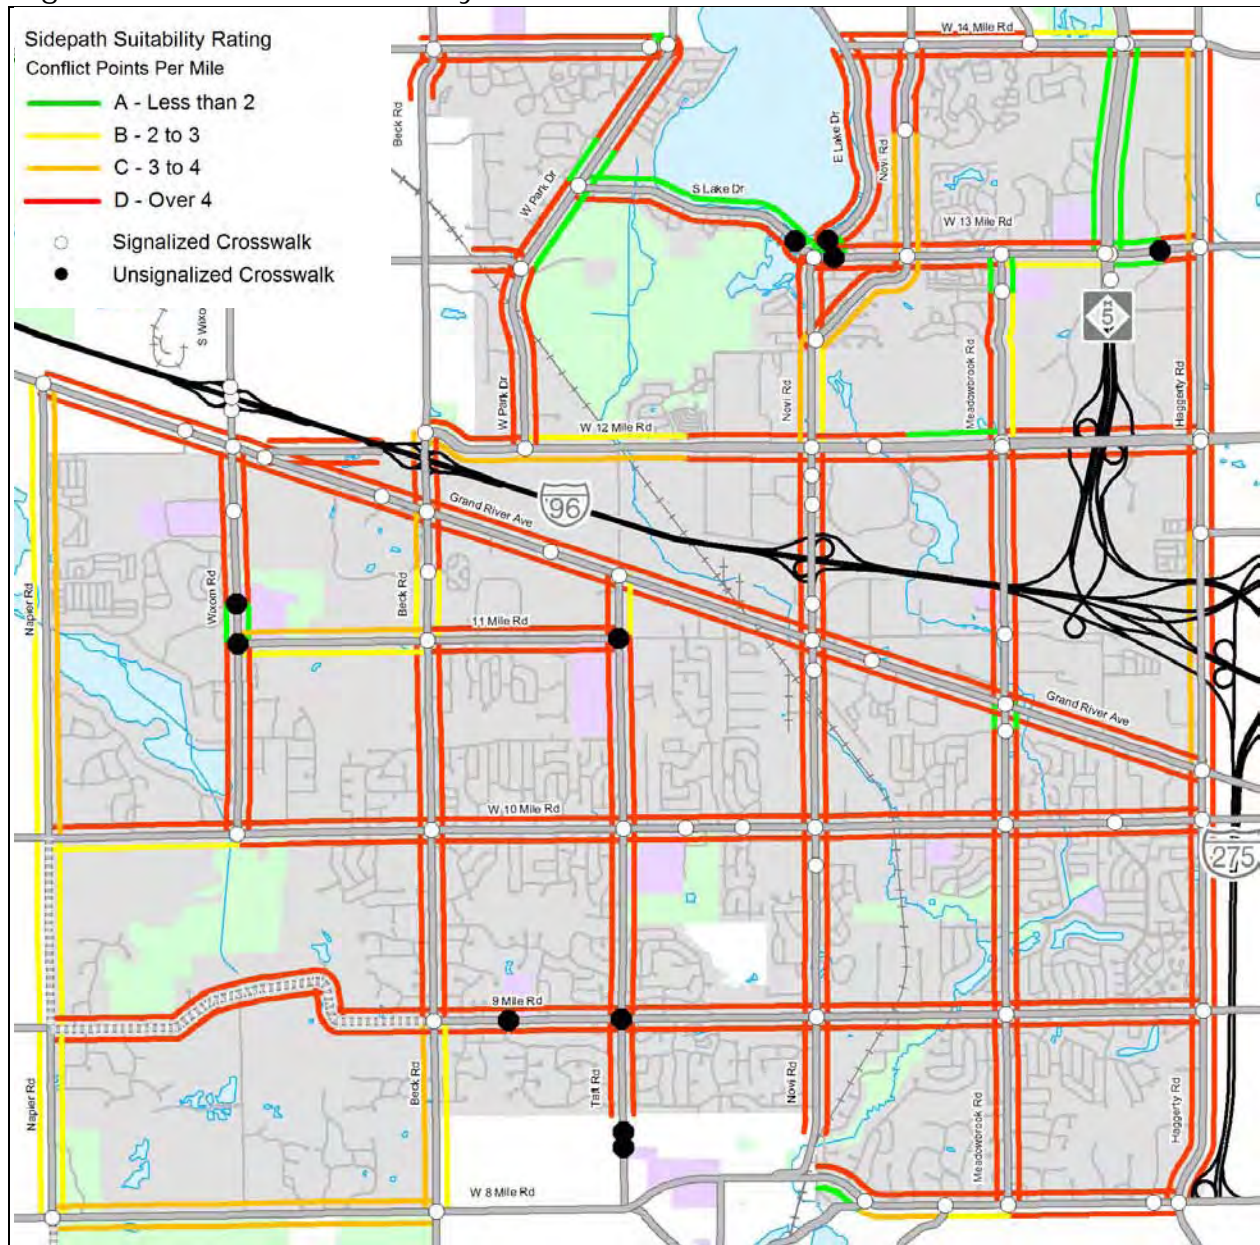 Sidepath Suitability Rating
Conflict Points Per Mile
A - Less than 2
B - 2 to 3
C - 3 to 4
D - Over 4
Signalized Crosswalk
Unsignalized Crosswalk
W 14 Mile Rd
Beck Rd
E Lake Dr
Novi Rd
W Park Dr
S Lake Dr
W 13 Mile Rd
M
5
S Wixo
W Park Dr
Novi Rd
Meadowbrook Rd
Haggerty Rd
W 12 Mile Rd
96
Grand River Ave
Napier Rd
Wixom Rd
Beck Rd
11 Mile Rd
Grand River Ave
W 10 Mile Rd
275
9 Mile Rd
Napier Rd
Beck Rd
Taft Rd
Novi Rd
Meadowbrook Rd
Haggerty Rd
W 8 Mile Rd